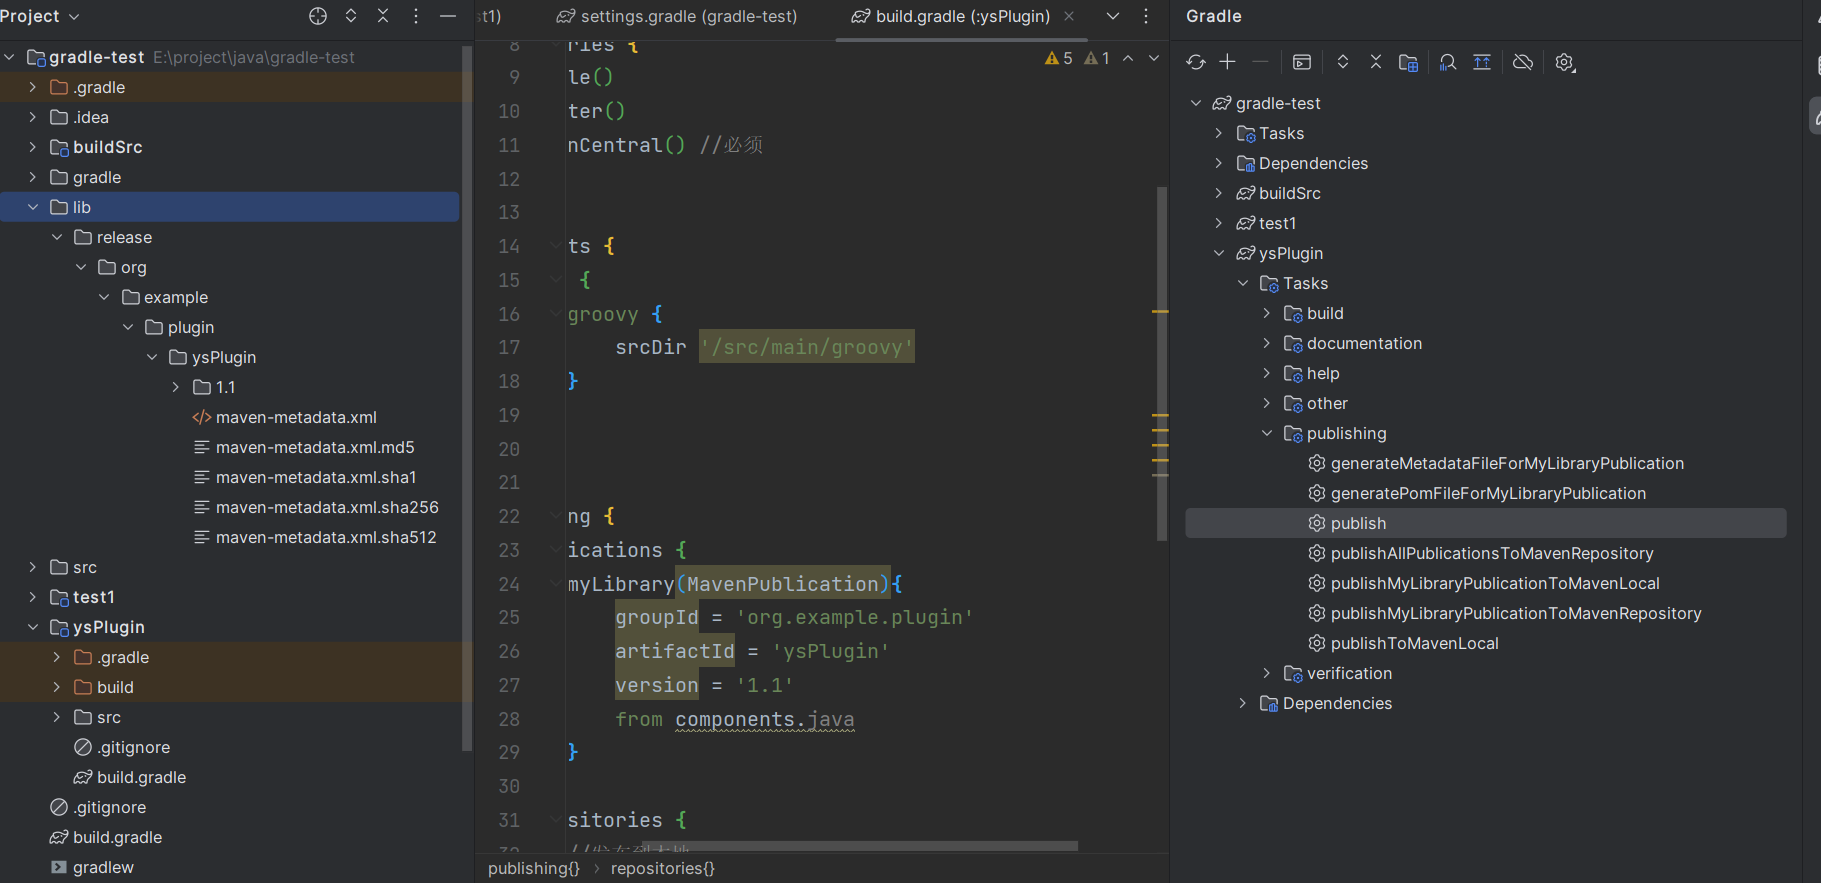 Project
gradle-test E:\project\java\gradle-test
.gradle
.idea
buildSrc
gradle
lib
release
org
example
plugin
ysPlugin
1.1
maven-metadata.xml
maven-metadata.xml.md5
maven-metadata.xml.sha1
maven-metadata.xml.sha256
maven-metadata.xml.sha512
src
test1
ysPlugin
.gradle
build
src
.gitignore
build.gradle
.gitignore
build.gradle
gradlew
st1) settings.gradle (gradle-test) build.gradle (:ysPlugin)
5 1
8 ries {
9 le()
10 ter()
11 nCentral() //必须
12
13
14 ts {
15 {
16 groovy {
17 srcDir '/src/main/groovy'
18 }
19
20
21
22 ng {
23 ications {
24 myLibrary(MavenPublication){
25 groupId = 'org.example.plugin'
26 artifactId = 'ysPlugin'
27 version = '1.1'
28 from components.java
29 }
30
31 sitories {
32 //发布到本地
publishing{} › repositories{}
Gradle
gradle-test
Tasks
Dependencies
buildSrc
test1
ysPlugin
Tasks
build
documentation
help
other
publishing
generateMetadataFileForMyLibraryPublication
generatePomFileForMyLibraryPublication
publish
publishAllPublicationsToMavenRepository
publishMyLibraryPublicationToMavenLocal
publishMyLibraryPublicationToMavenRepository
publishToMavenLocal
verification
Dependencies